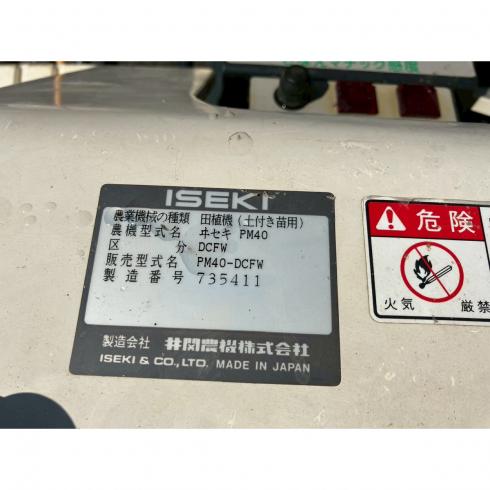 ISEKI
農業機械の種類 田植機(土付き苗用)
農機型式名 ヰセキ PM40
区 分 DCFW
販売型式名 PM40-DCFW
製造番号 735411
製造会社 井関農機株式会社
ISEKI & CO., LTD. MADE IN JAPAN
危険
火気 厳禁